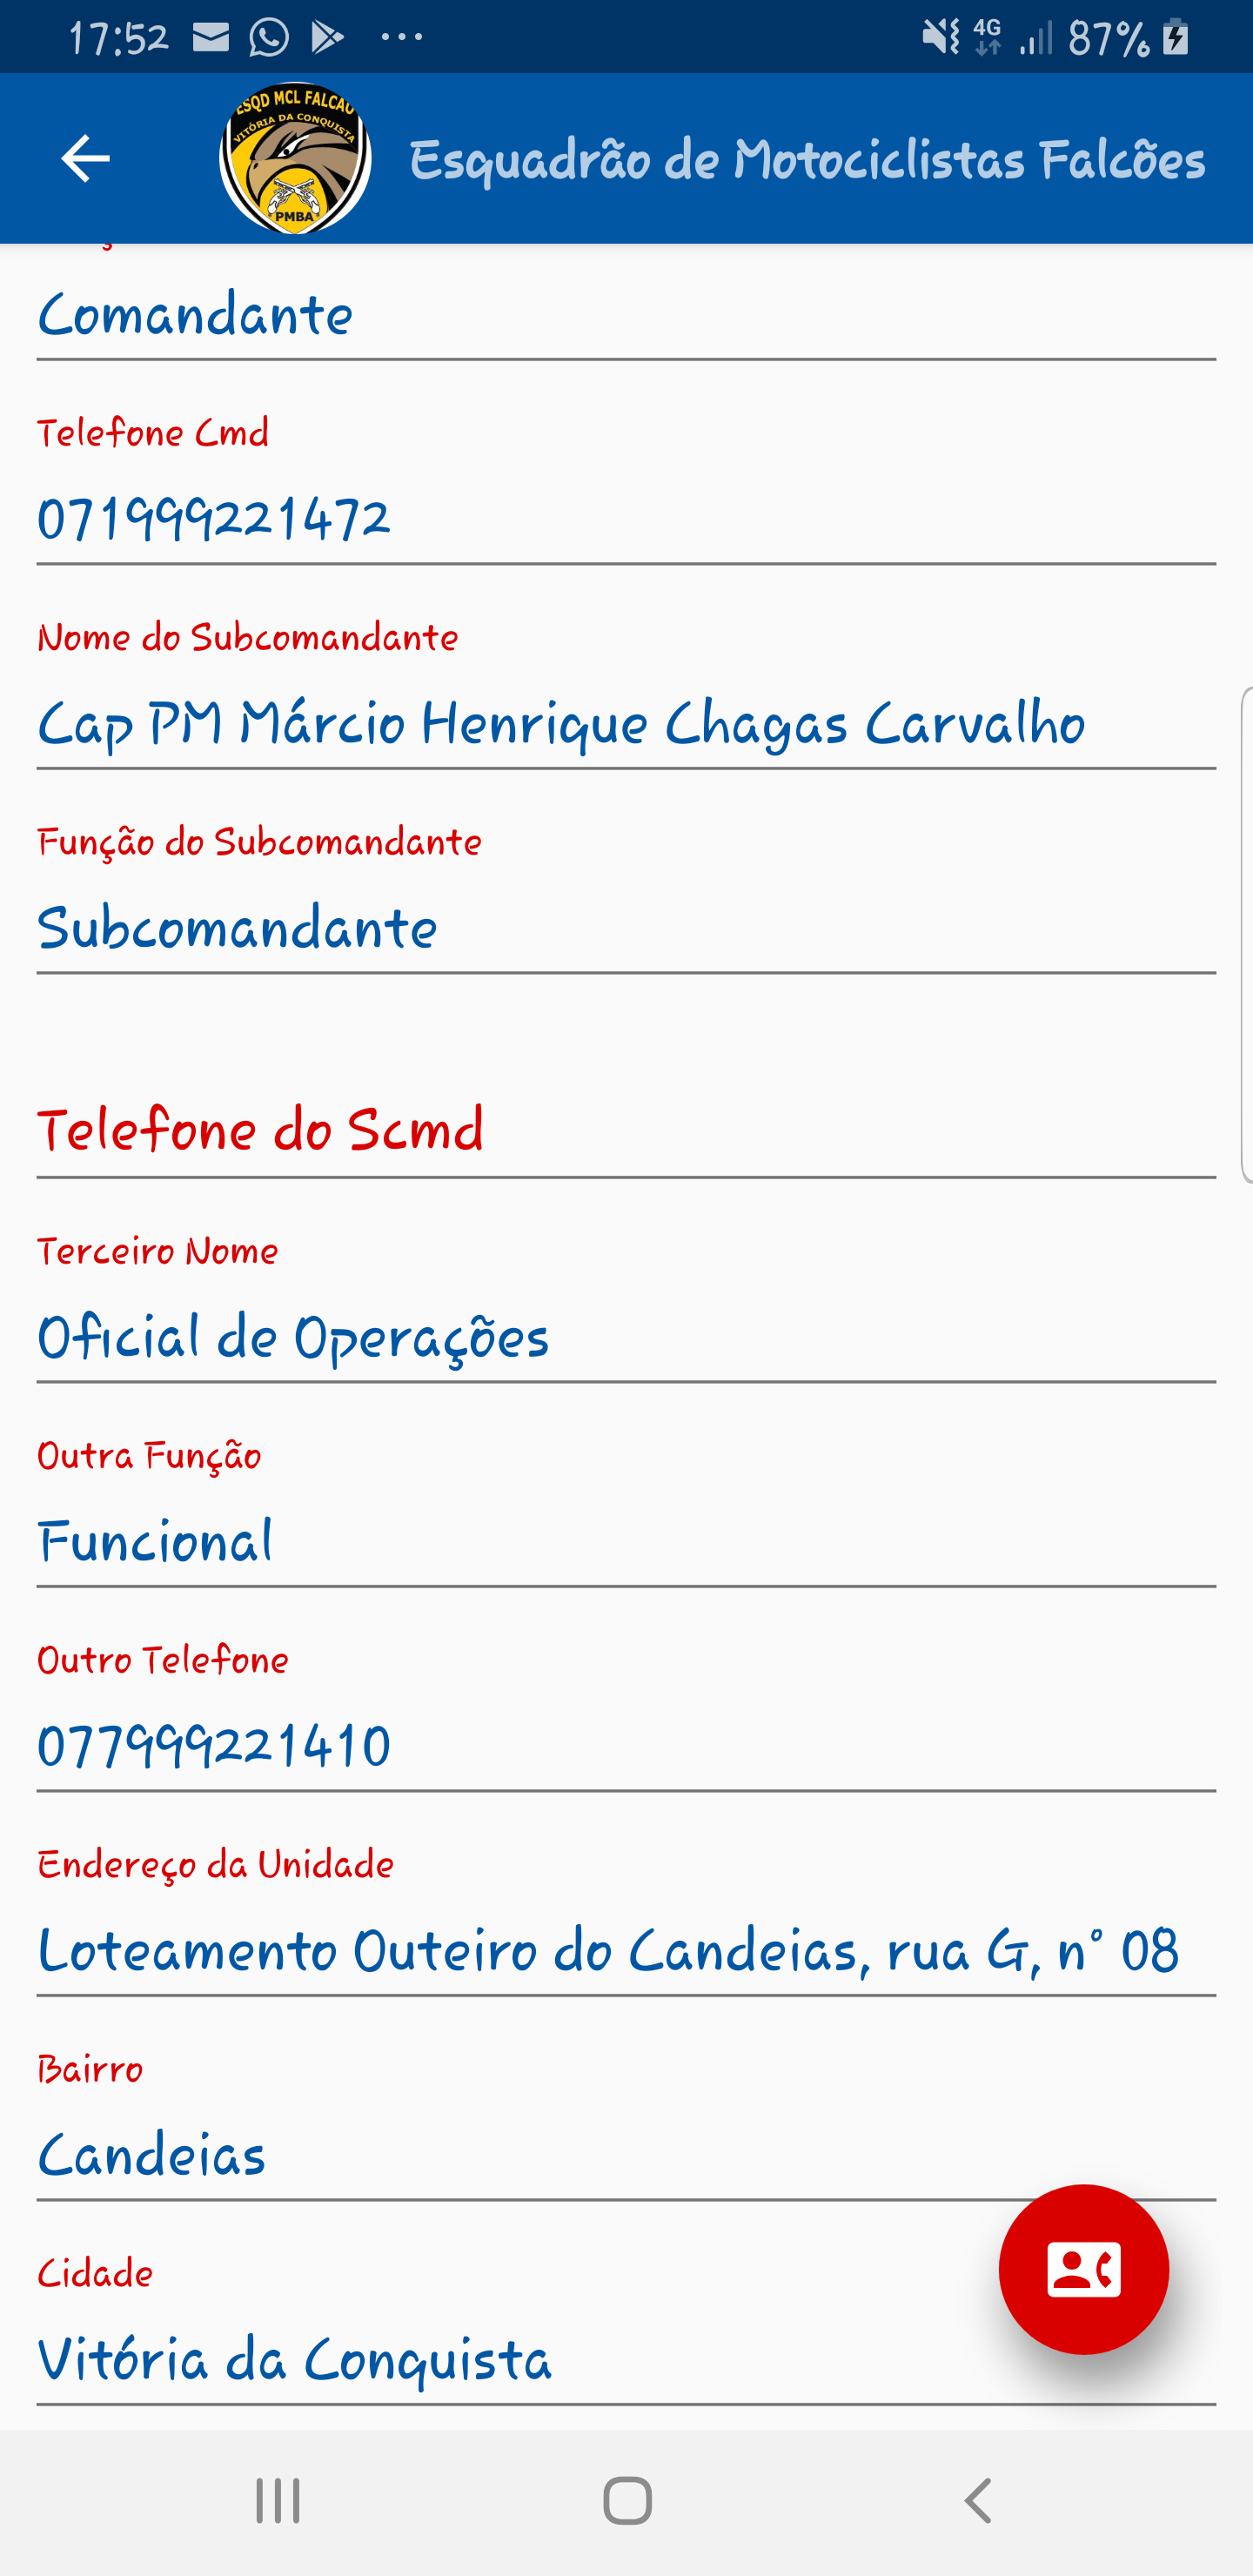 17:52
4G
87%
ESQD MCL FALCAO
VITÓRIA DA CONQUISTA
PMBA
Esquadrão de Motociclistas Falcões
Comandante
Telefone Cmd
071999221472
Nome do Subcomandante
Cap PM Márcio Henrique Chagas Carvalho
Função do Subcomandante
Subcomandante
Telefone do Scmd
Terceiro Nome
Oficial de Operações
Outra Função
Funcional
Outro Telefone
077999221410
Endereço da Unidade
Loteamento Outeiro do Candeias, rua G, n° 08
Bairro
Candeias
Cidade
Vitória da Conquista